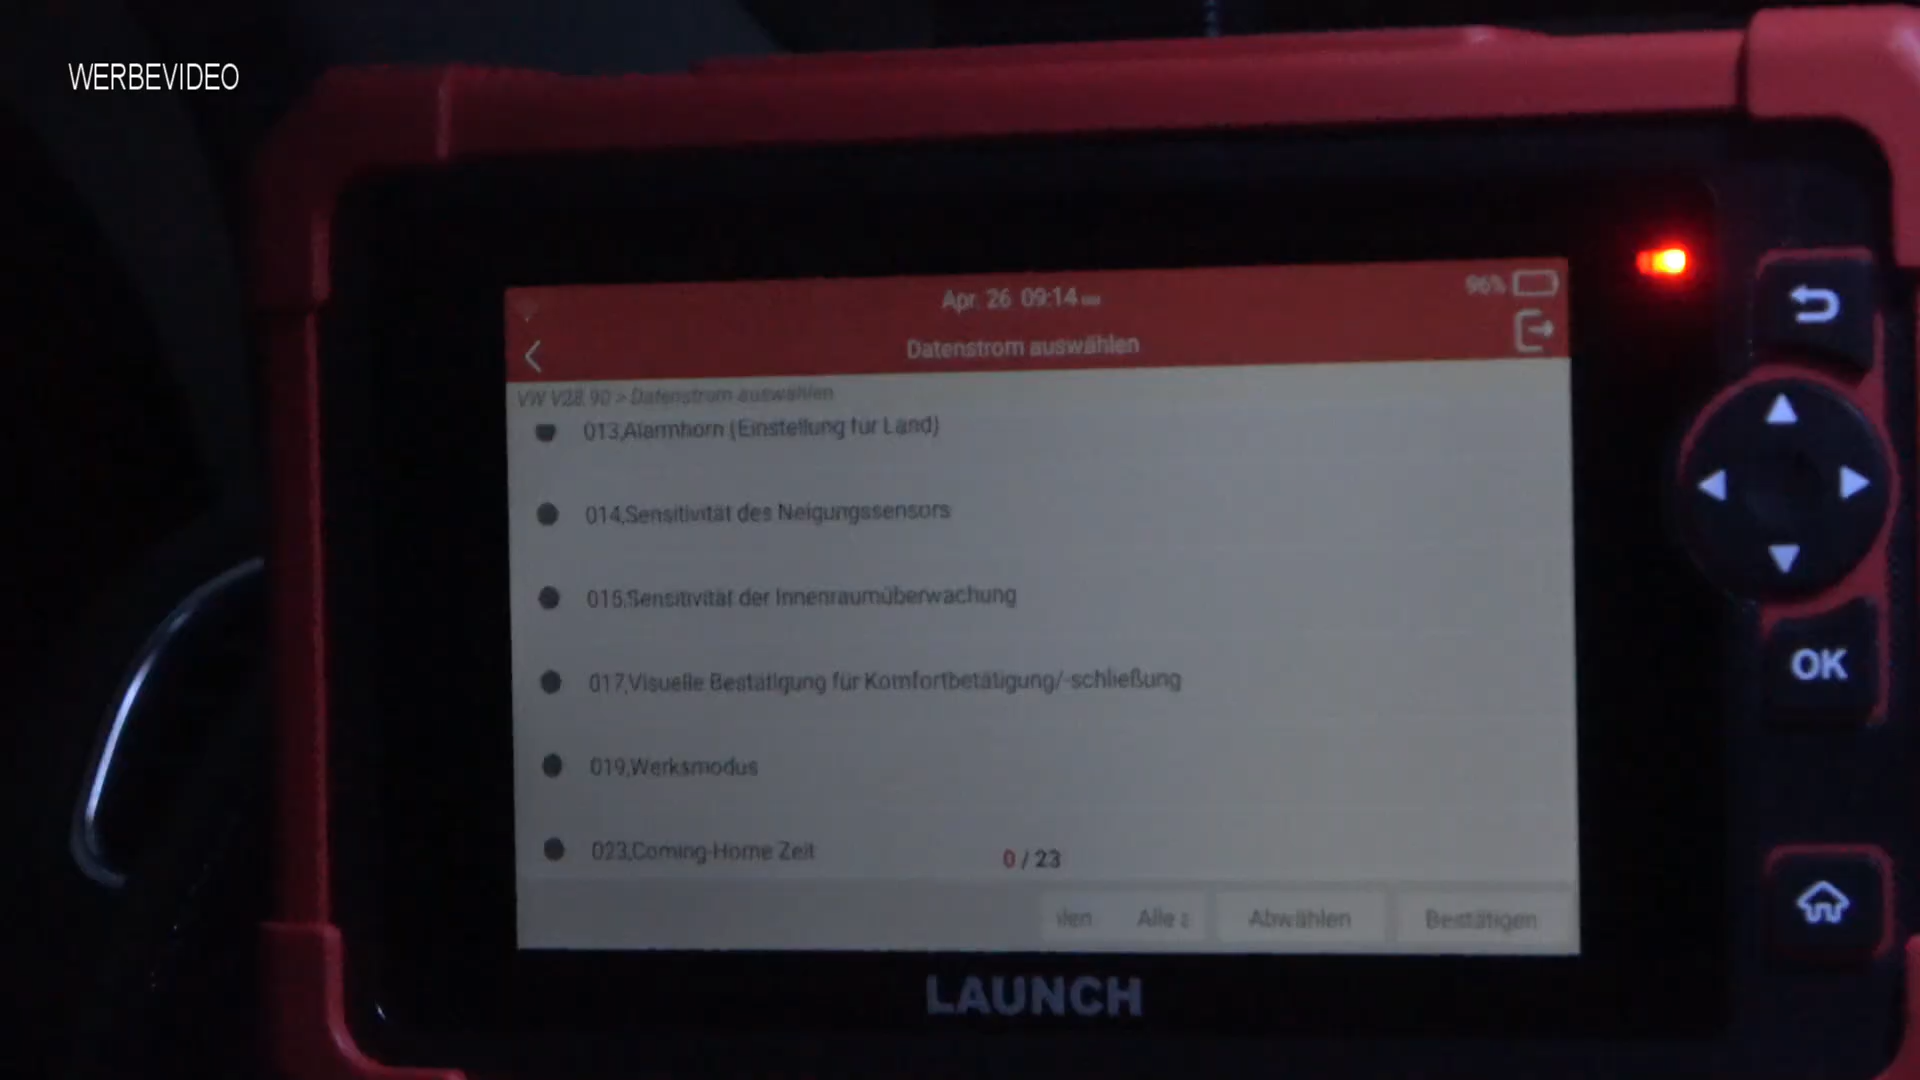 WERBEVIDEO
Apr. 26 09:14
96%
Datenstrom auswählen
VW V28.90 > Datenstrom auswählen
013,Alarmhorn (Einstellung für Land)
014,Sensitivität des Neigungssensors
015,Sensitivität der Innenraumüberwachung
017,Visuelle Bestätigung für Komfortbetätigung/-schließung
019,Werksmodus
023,Coming-Home Zeit
0 / 23
Alle
Abwählen
Bestätigen
OK
LAUNCH